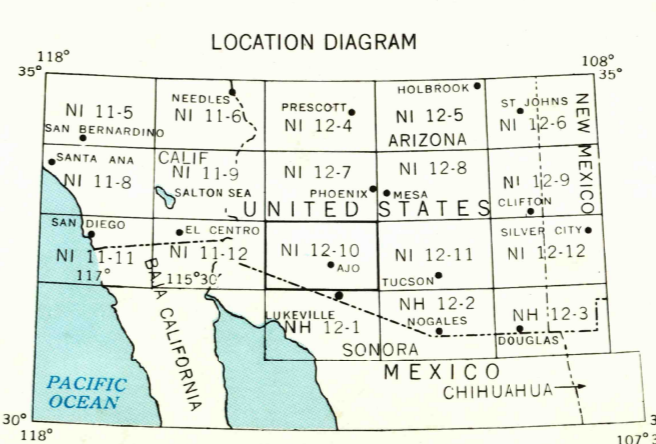 LOCATION DIAGRAM
118°
108°
35°
35°
NI 11-5
SAN BERNARDINO
NEEDLES
NI 11-6
PRESCOTT
NI 12-4
HOLBROOK
NI 12-5
ARIZONA
ST JOHNS
NI 12-6
NEW MEXICO
SANTA ANA
NI 11-8
CALIF
NI 11-9
SALTON SEA
NI 12-7
PHOENIX
NI 12-8
MESA
NI 12-9
CLIFTON
UNITED STATES
SAN DIEGO
NI 11-11
117°
EL CENTRO
NI 11-12
115°30'
NI 12-10
AJO
NI 12-11
TUCSON
SILVER CITY
NI 12-12
BAJA CALIFORNIA
LUKEVILLE
NH 12-1
NH 12-2
NOGALES
NH 12-3
DOUGLAS
SONORA
MEXICO
CHIHUAHUA
PACIFIC
OCEAN
30°
118°